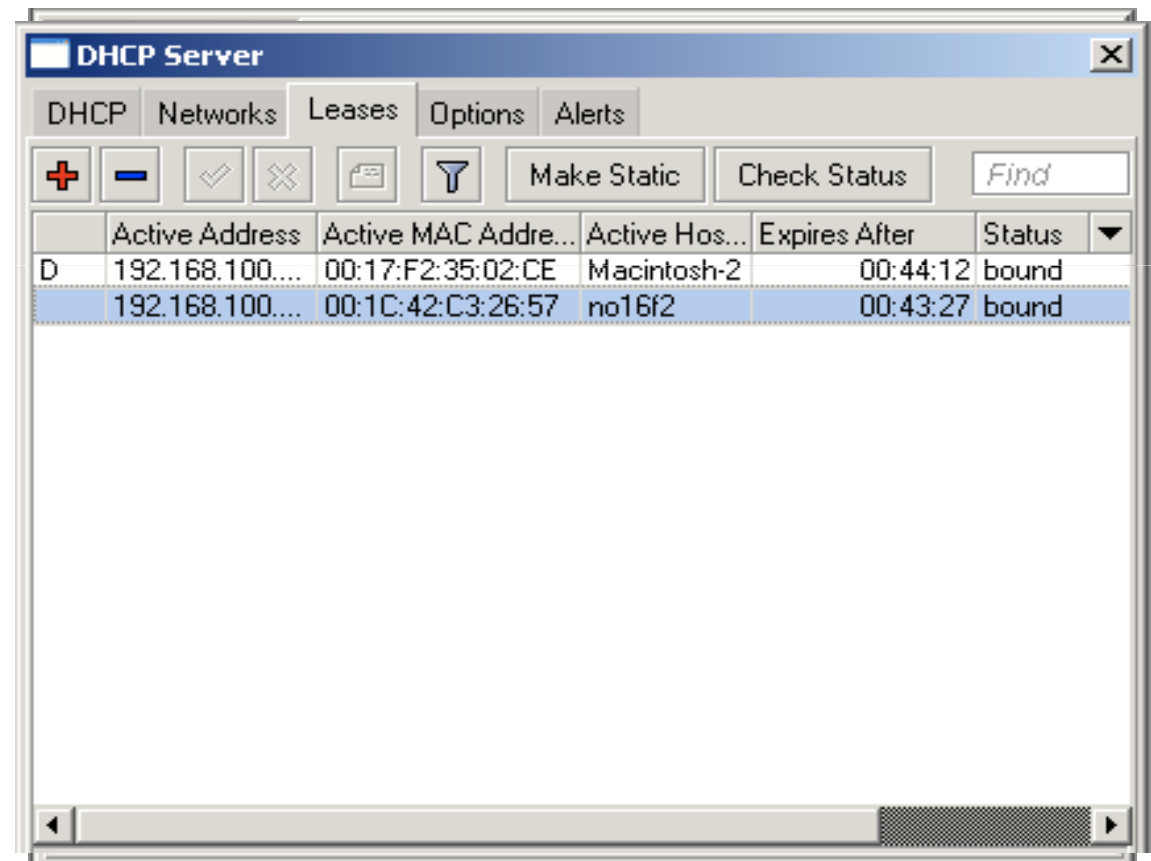 DHCP Server
DHCP Networks Leases Options Alerts
Make Static Check Status Find
Active Address Active MAC Addre... Active Hos... Expires After Status
D 192.168.100.... 00:17:F2:35:02:CE Macintosh-2 00:44:12 bound
192.168.100.... 00:1C:42:C3:26:57 no16f2 00:43:27 bound